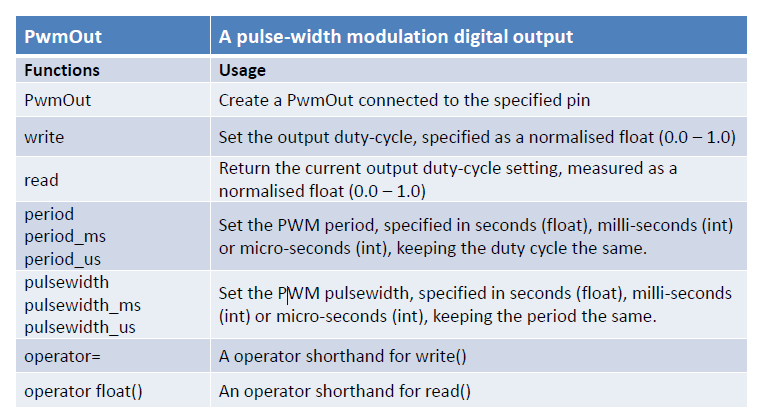 PwmOut A pulse-width modulation digital output
Functions Usage
PwmOut Create a PwmOut connected to the specified pin
write Set the output duty-cycle, specified as a normalised float (0.0 – 1.0)
read Return the current output duty-cycle setting, measured as a
normalised float (0.0 – 1.0)
period
period_ms
period_us
Set the PWM period, specified in seconds (float), milli-seconds (int)
or micro-seconds (int), keeping the duty cycle the same.
pulsewidth
pulsewidth_ms
pulsewidth_us
Set the PWM pulsewidth, specified in seconds (float), milli-seconds
(int) or micro-seconds (int), keeping the period the same.
operator= A operator shorthand for write()
operator float() An operator shorthand for read()